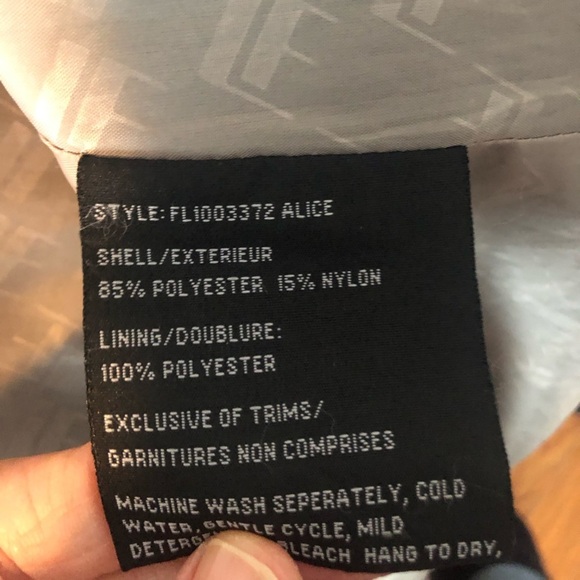 STYLE: FL1003372 ALICE
SHELL/EXTERIEUR
85% POLYESTER 15% NYLON
LINING/DOUBLURE:
100% POLYESTER
EXCLUSIVE OF TRIMS/
GARNITURES NON COMPRISES
MACHINE WASH SEPERATELY, COLD
WATER, GENTLE CYCLE, MILD
BLEACH HANG TO DRY,